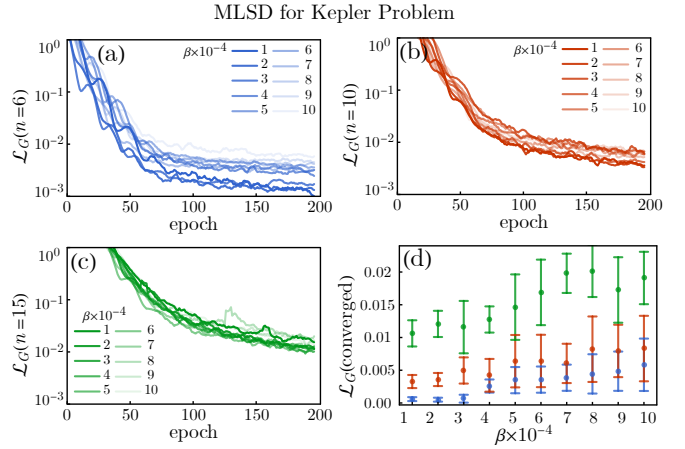 MLSD for Kepler Problem
(a)
β×10⁻⁴
1 6
2 7
3 8
4 9
5 10
10⁰
10⁻¹
10⁻²
10⁻³
ℒ_G(n=6)
0 50 100 150 200
epoch
(b)
β×10⁻⁴
1 6
2 7
3 8
4 9
5 10
10⁰
10⁻¹
10⁻²
10⁻³
ℒ_G(n=10)
0 50 100 150 200
epoch
(c)
10⁰
10⁻¹
10⁻²
10⁻³
ℒ_G(n=15)
β×10⁻⁴
1 6
2 7
3 8
4 9
5 10
0 50 100 150 200
epoch
(d)
0.020
0.015
0.010
0.005
0.000
ℒ_G(converged)
1 2 3 4 5 6 7 8 9 10
β×10⁻⁴